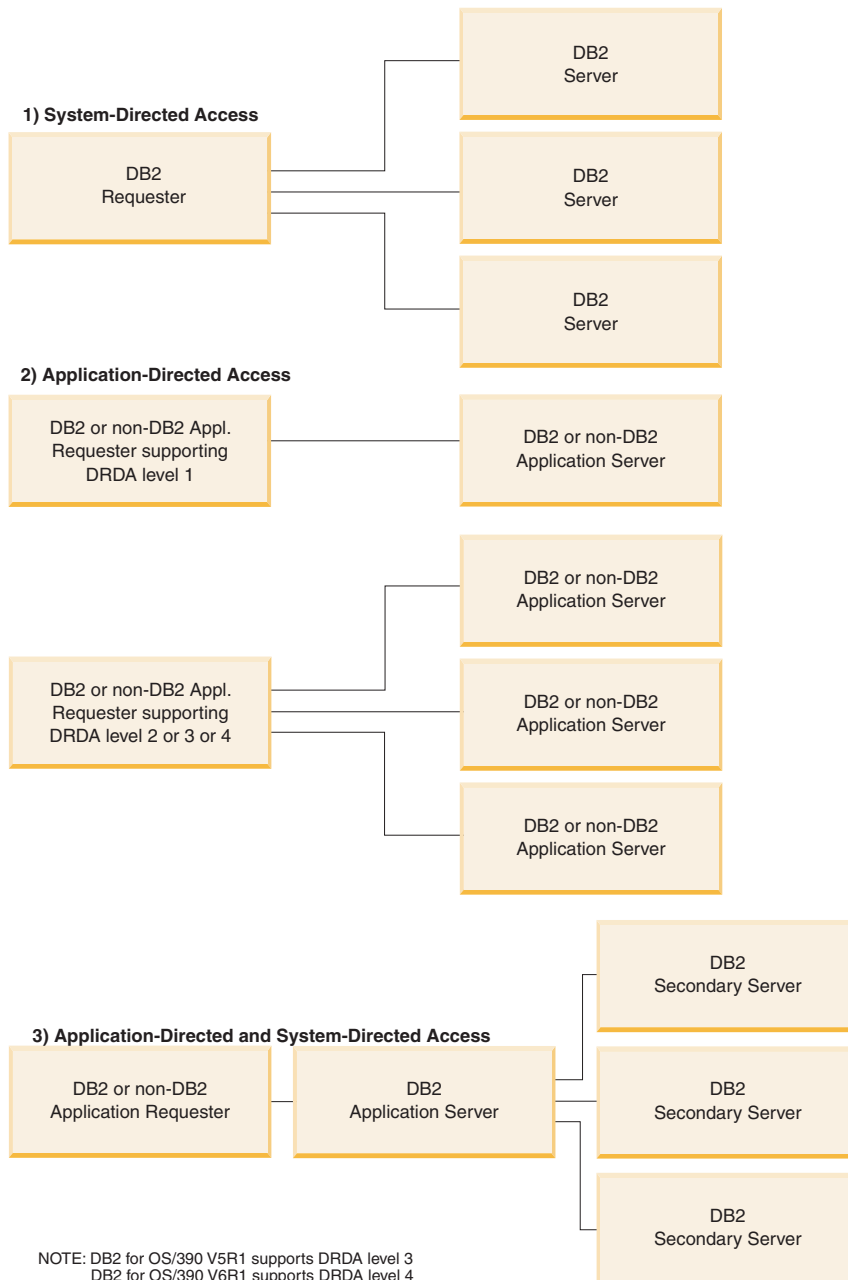 DB2
Server
1) System-Directed Access
DB2
Requester
DB2
Server
DB2
Server
2) Application-Directed Access
DB2 or non-DB2 Appl.
Requester supporting
DRDA level 1
DB2 or non-DB2
Application Server
DB2 or non-DB2
Application Server
DB2 or non-DB2 Appl.
Requester supporting
DRDA level 2 or 3 or 4
DB2 or non-DB2
Application Server
DB2 or non-DB2
Application Server
DB2
Secondary Server
3) Application-Directed and System-Directed Access
DB2 or non-DB2
Application Requester
DB2
Application Server
DB2
Secondary Server
DB2
Secondary Server
NOTE: DB2 for OS/390 V5R1 supports DRDA level 3
DB2 for OS/390 V6R1 supports DRDA level 4